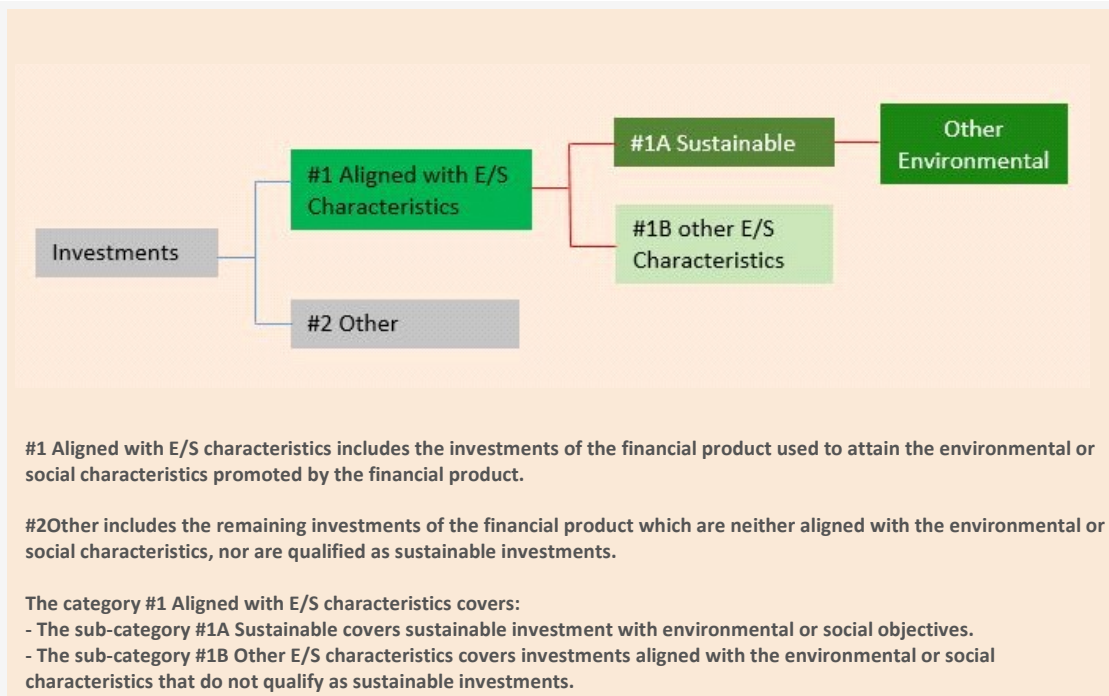 Other
Environmental
#1A Sustainable
#1 Aligned with E/S
Characteristics
#1B other E/S
Characteristics
Investments
#2 Other
#1 Aligned with E/S characteristics includes the investments of the financial product used to attain the environmental or
social characteristics promoted by the financial product.
#2Other includes the remaining investments of the financial product which are neither aligned with the environmental or
social characteristics, nor are qualified as sustainable investments.
The category #1 Aligned with E/S characteristics covers:
- The sub-category #1A Sustainable covers sustainable investment with environmental or social objectives.
- The sub-category #1B Other E/S characteristics covers investments aligned with the environmental or social
characteristics that do not qualify as sustainable investments.